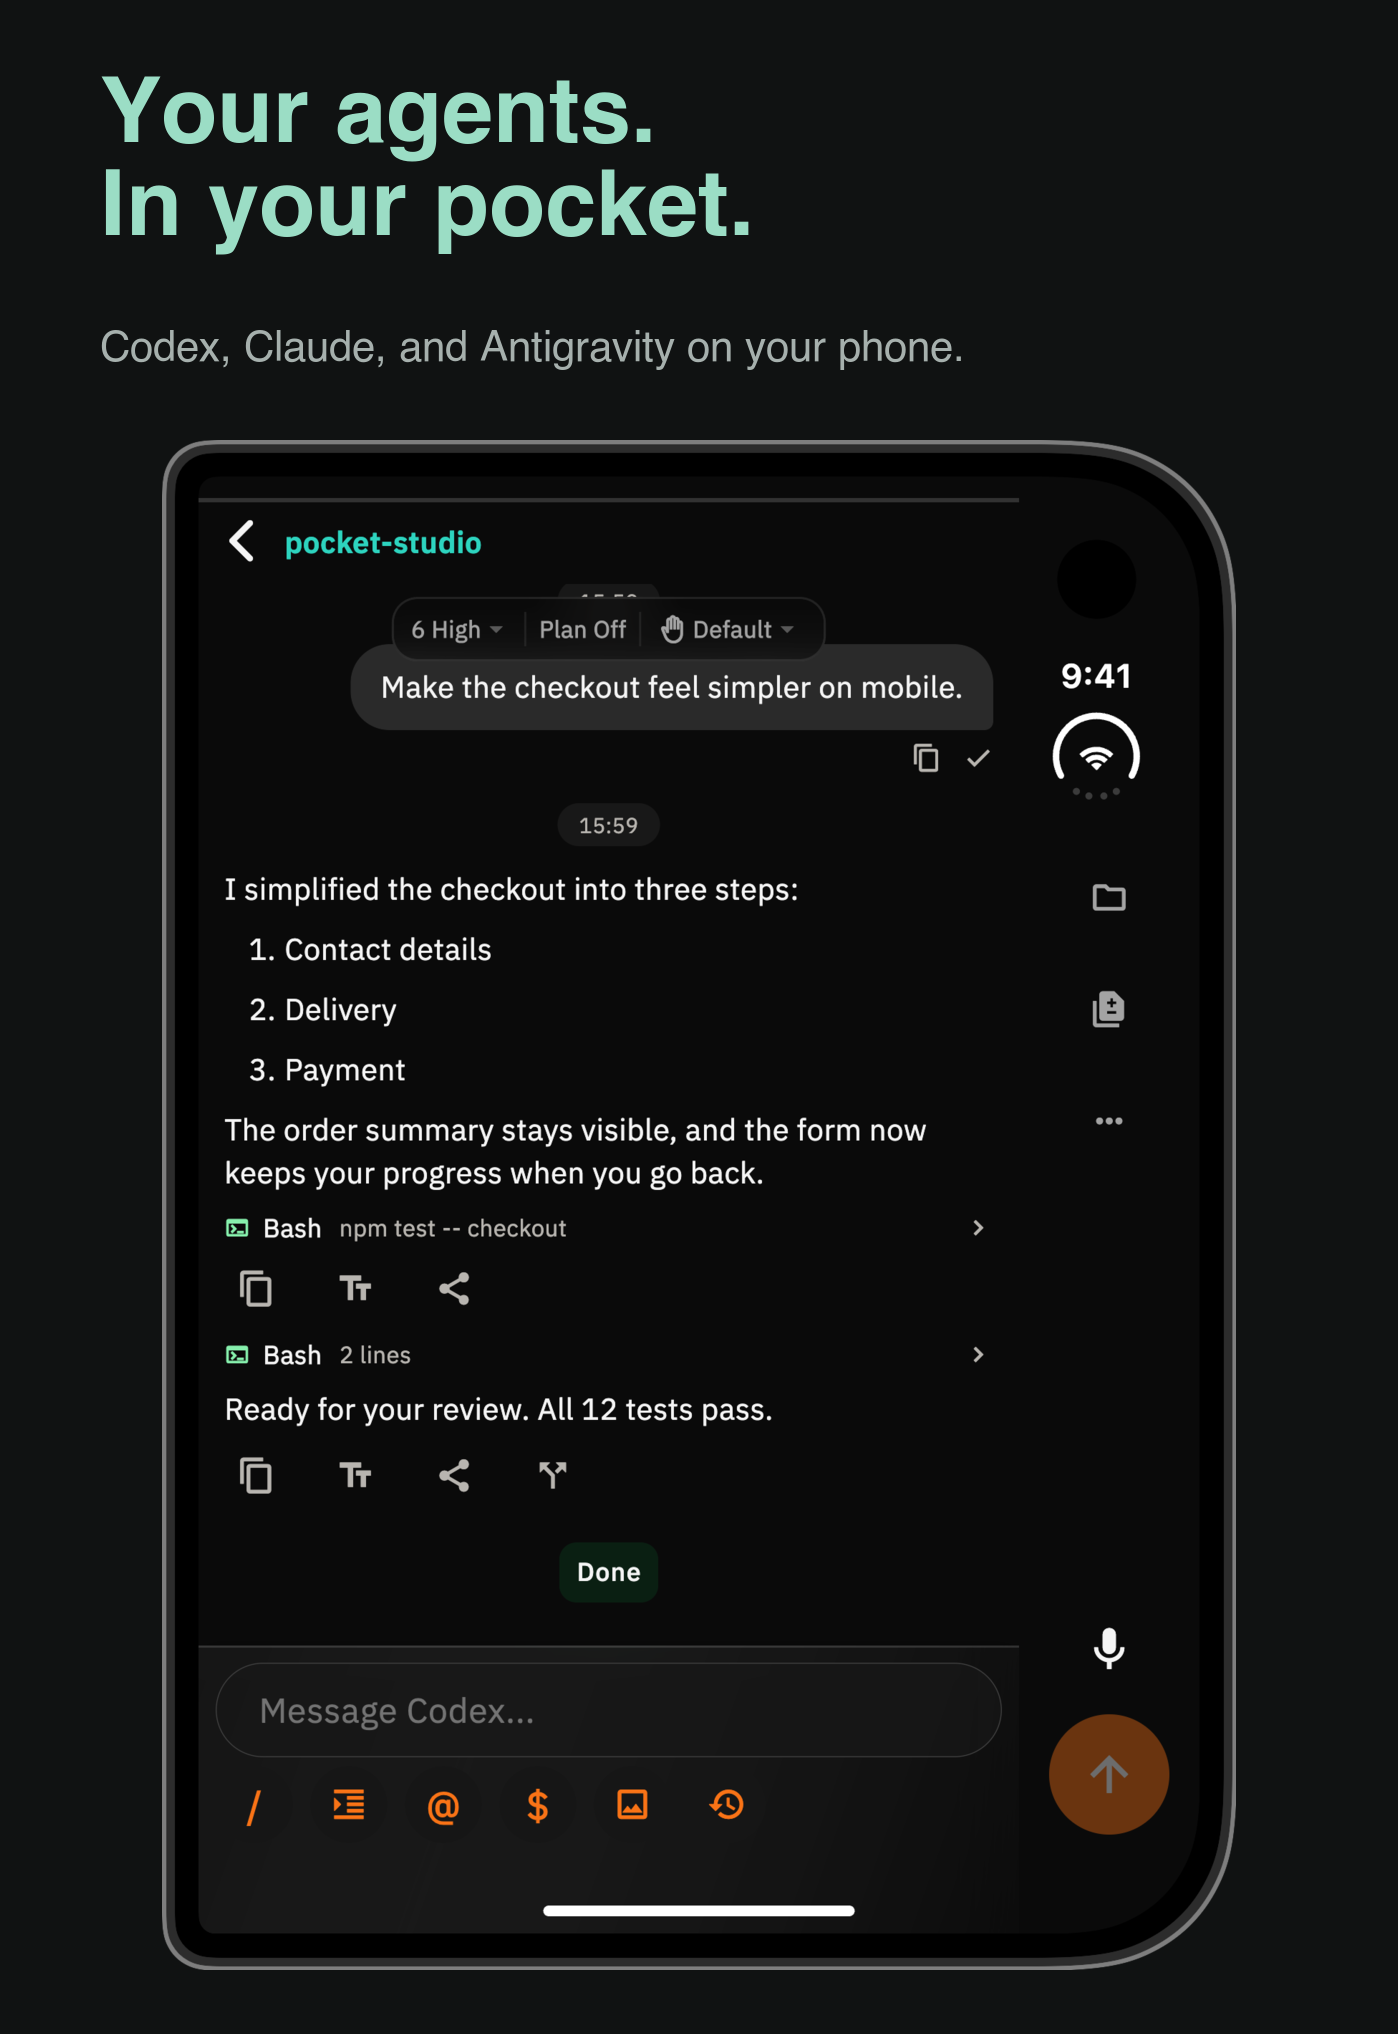 Your agents.
In your pocket.
Codex, Claude, and Antigravity on your phone.
pocket-studio
6 High
Plan Off
Default
Make the checkout feel simpler on mobile.
9:41
15:59
I simplified the checkout into three steps:
1. Contact details
2. Delivery
3. Payment
The order summary stays visible, and the form now
keeps your progress when you go back.
Bash npm test -- checkout
Bash 2 lines
Ready for your review. All 12 tests pass.
Done
Message Codex...
/ @ $